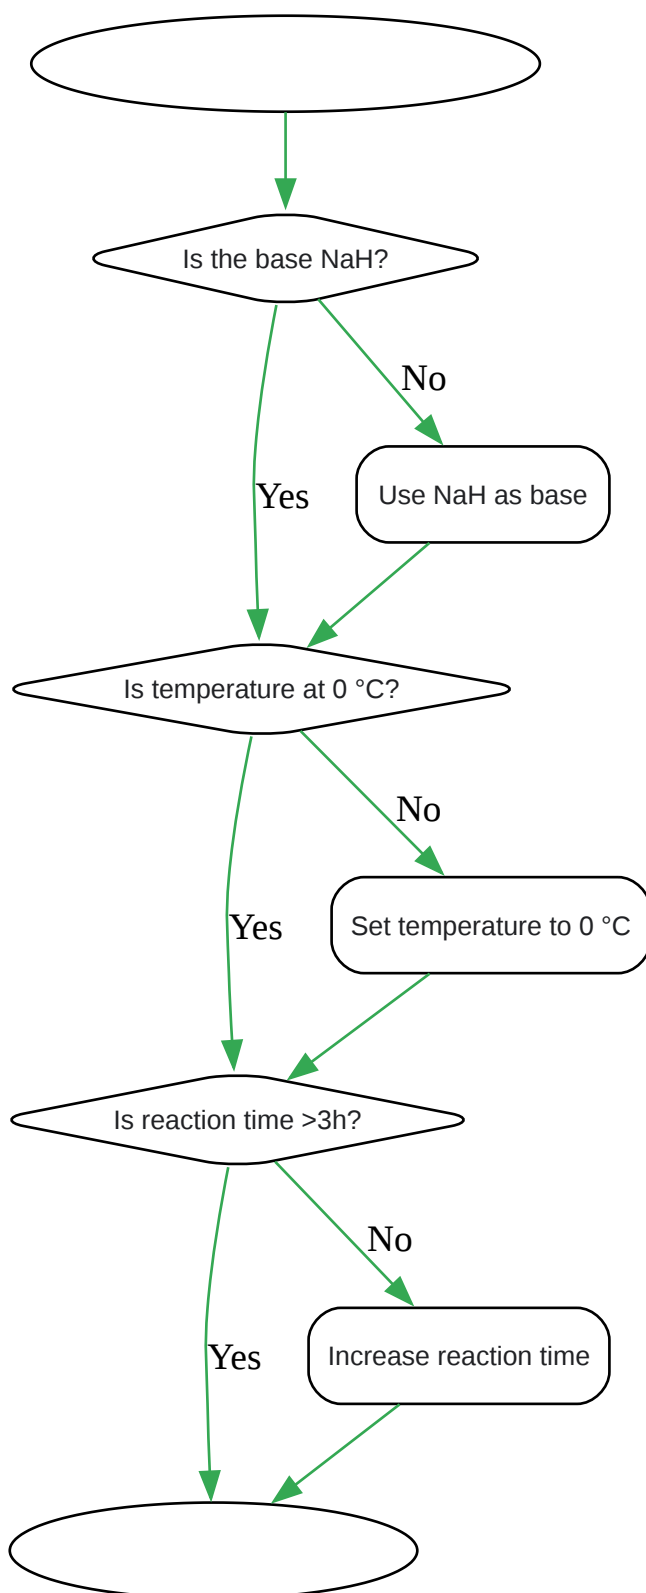 Is the base NaH?
No
Yes
Use NaH as base
Is temperature at 0 °C?
No
Yes
Set temperature to 0 °C
Is reaction time >3h?
No
Yes
Increase reaction time